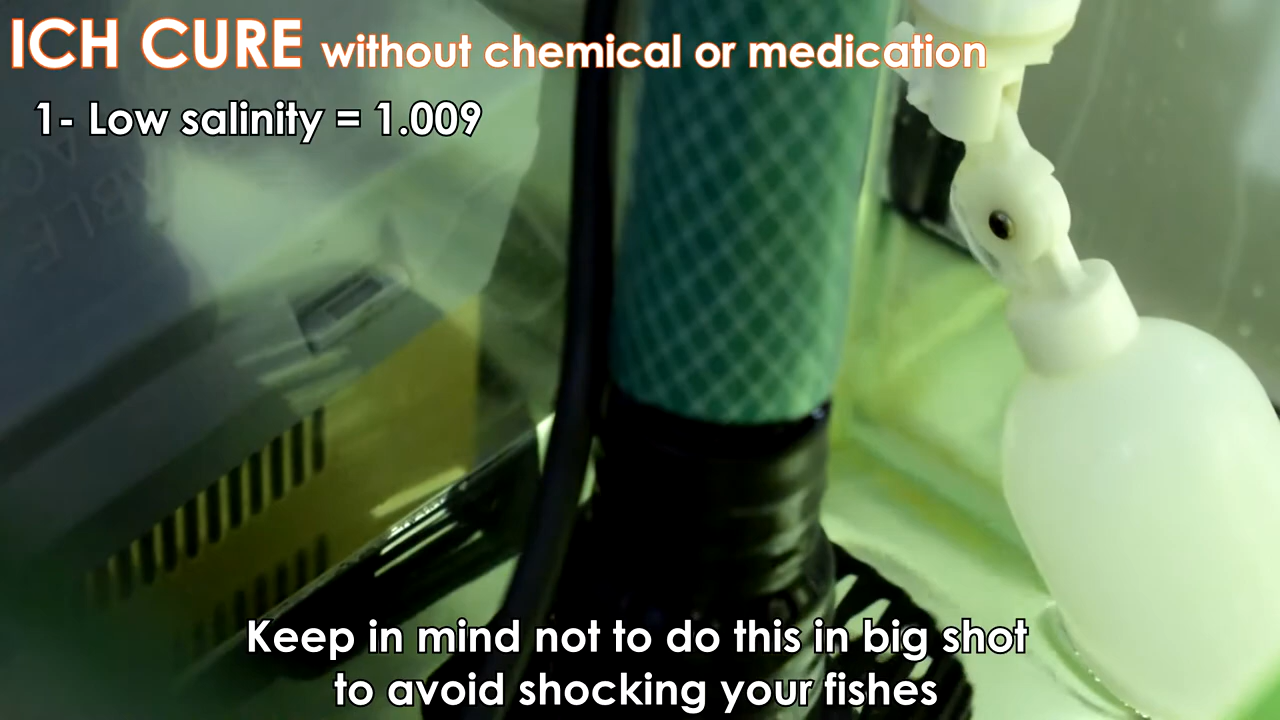 ICH CURE without chemical or medication
1- Low salinity = 1.009
Keep in mind not to do this in big shot
to avoid shocking your fishes